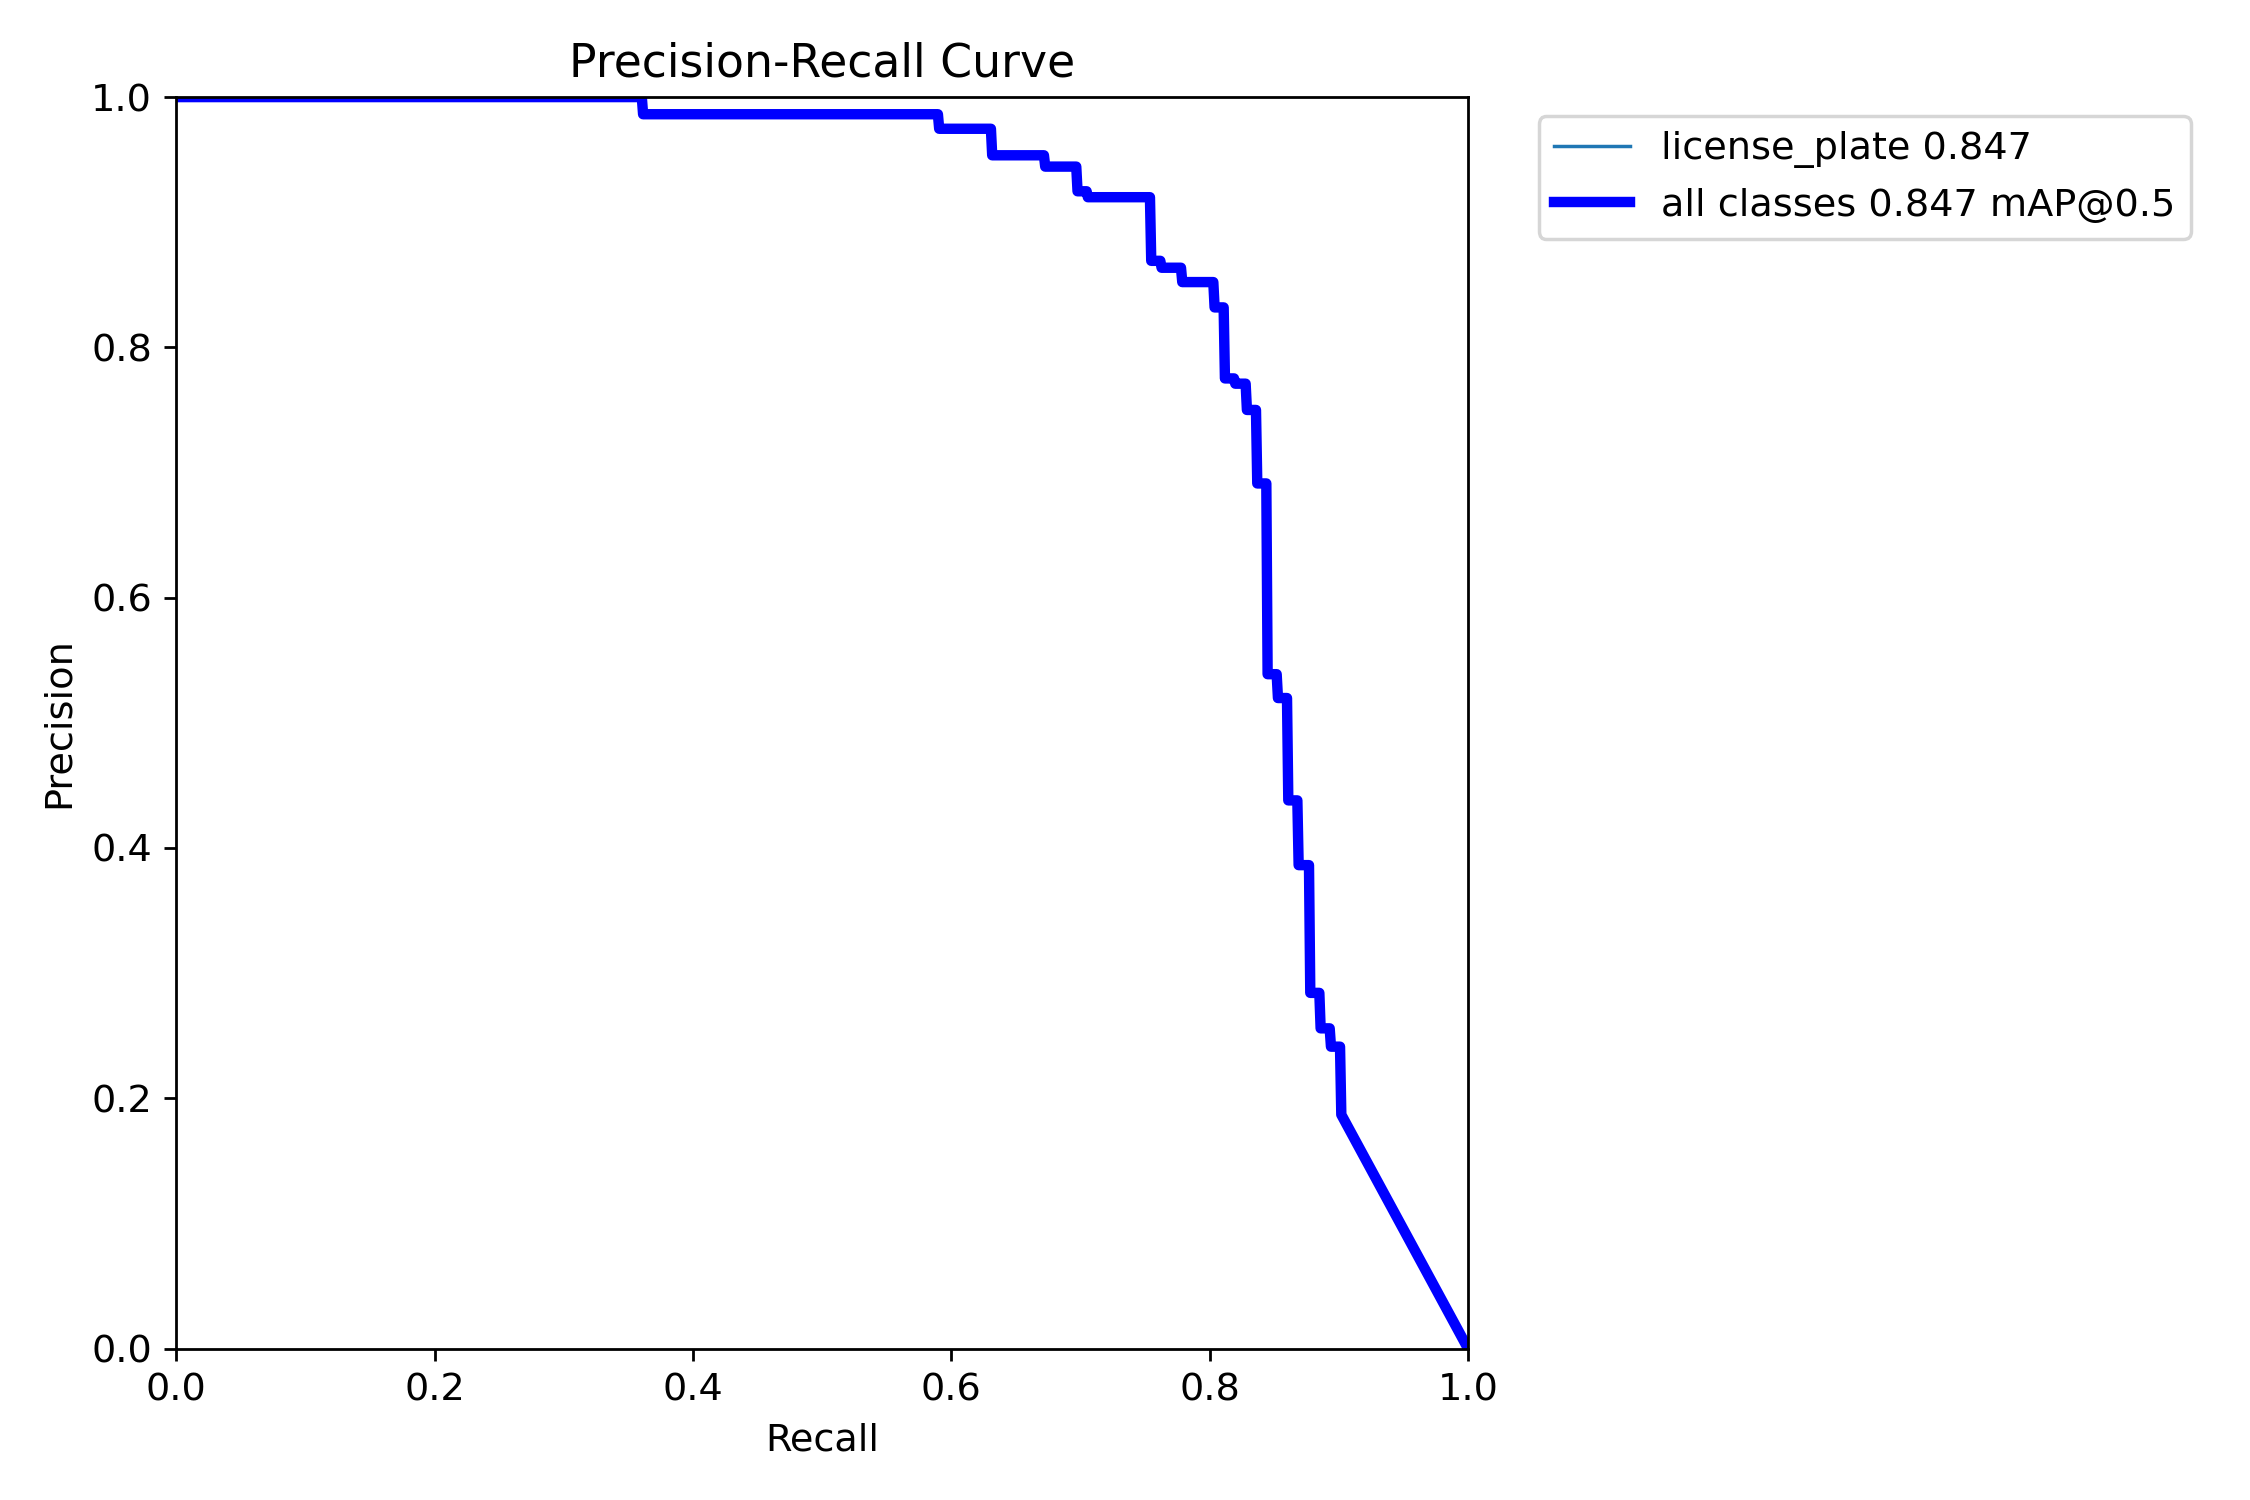 Precision-Recall Curve
1.0
0.8
0.6
0.4
0.2
0.0
Precision
0.0 0.2 0.4 0.6 0.8 1.0
Recall
license_plate 0.847
all classes 0.847 mAP@0.5